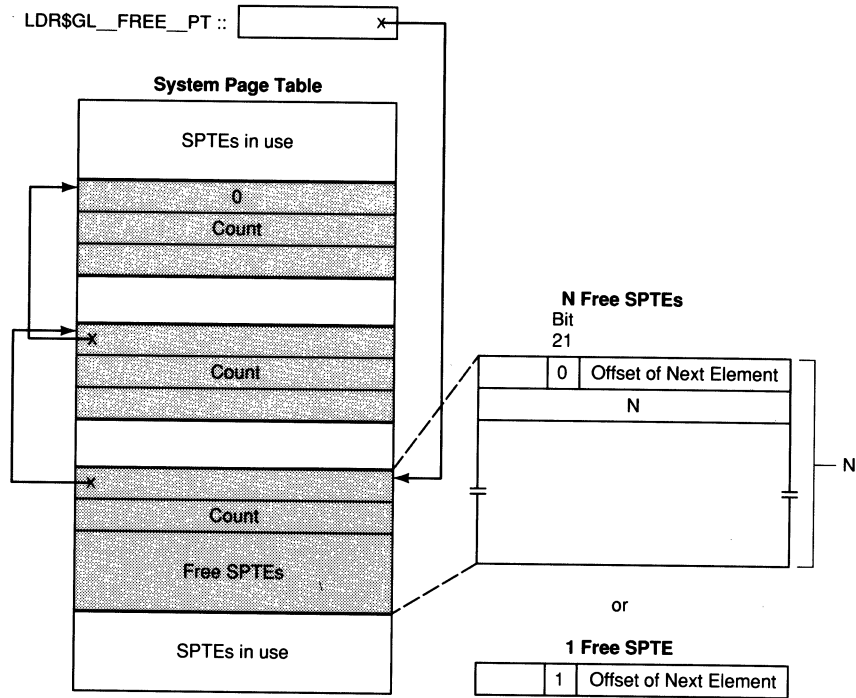 LDR$GL__FREE__PT ::
x
System Page Table
SPTEs in use
0
Count
x
Count
x
Count
Free SPTEs
SPTEs in use
N Free SPTEs
Bit
21
0 Offset of Next Element
N
N
or
1 Free SPTE
1 Offset of Next Element